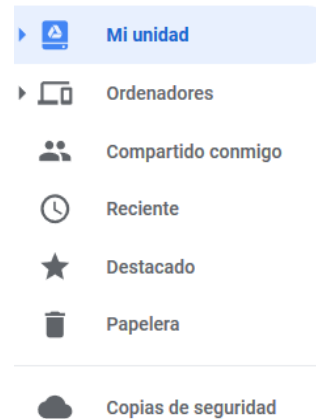 Mi unidad
Ordenadores
Compartido conmigo
Reciente
Destacado
Papelera
Copias de seguridad